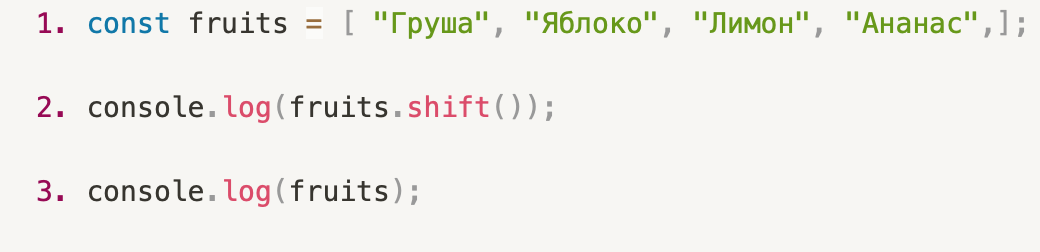 1. const fruits = [ "Груша", "Яблоко", "Лимон", "Ананас",];
2. console.log(fruits.shift());
3. console.log(fruits);